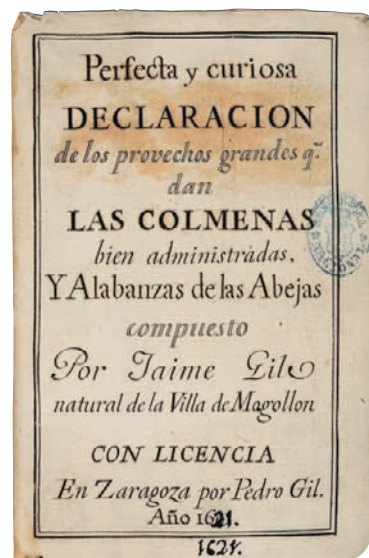 Perfecta y curiosa
DECLARACION
de los provechos grandes q.
dan
LAS COLMENAS
bien administràdas,
Y Alabanzas de las Abejas
compuesto
Por Jaime Gil
natural de la Villa de Magollon
CON LICENCIA
En Zaragoza por Pedro Gil.
Año 1621.
1621.